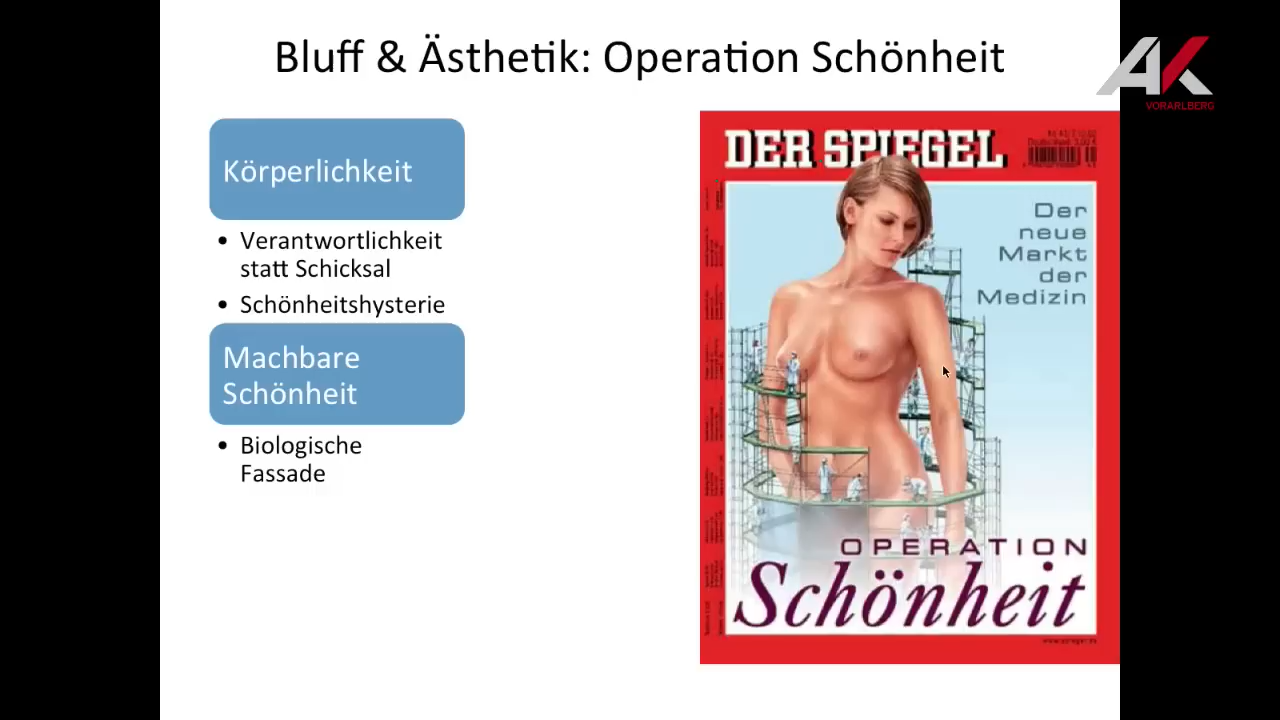 Bluff & Ästhetik: Operation Schönheit
AK
VORARLBERG
Körperlichkeit
• Verantwortlichkeit
statt Schicksal
• Schönheitshysterie
Machbare
Schönheit
• Biologische
Fassade
DER SPIEGEL
Der
neue
Markt
der
Medizin
OPERATION
Schönheit